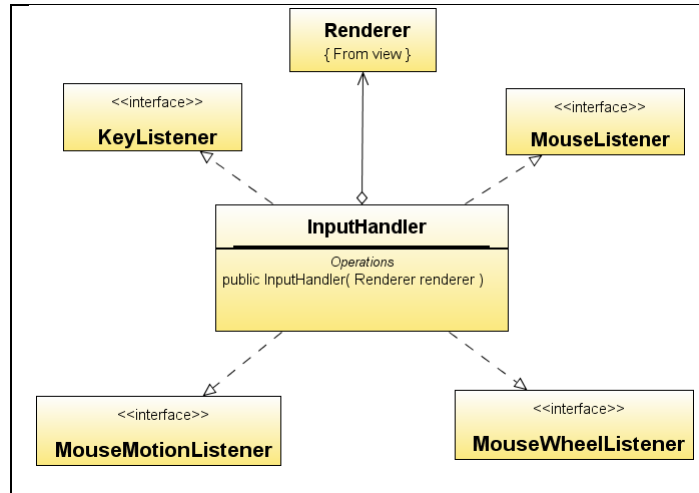 Renderer
{ From view }
<<interface>>
KeyListener
<<interface>>
MouseListener
InputHandler
Operations
public InputHandler( Renderer renderer )
<<interface>>
MouseMotionListener
<<interface>>
MouseWheelListener